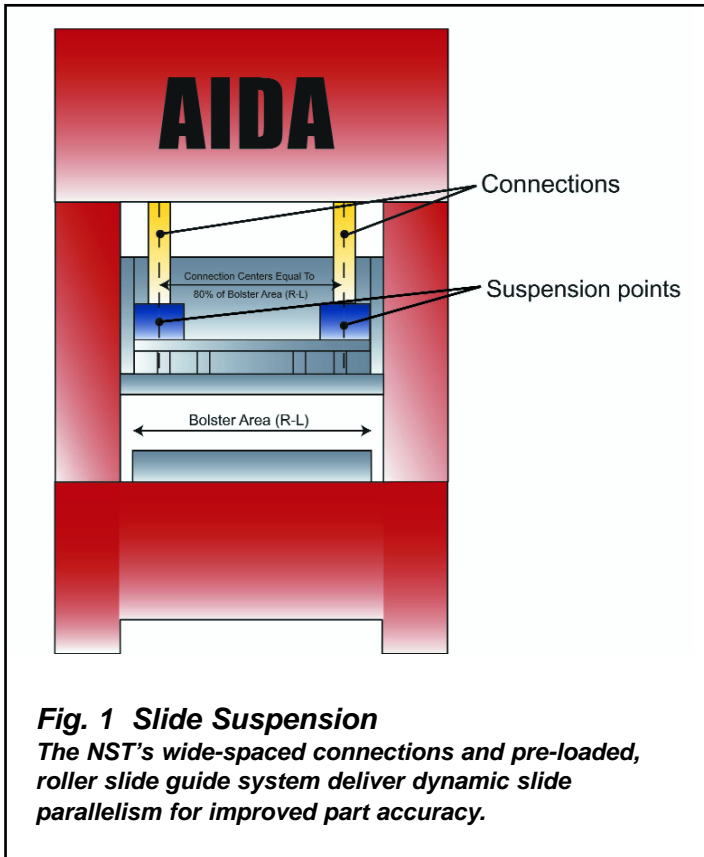 AIDA
Connections
Connection Centers Equal To
80% of Bolster Area (R-L)
Suspension points
Bolster Area (R-L)
Fig. 1 Slide Suspension
The NST's wide-spaced connections and pre-loaded,
roller slide guide system deliver dynamic slide
parallelism for improved part accuracy.